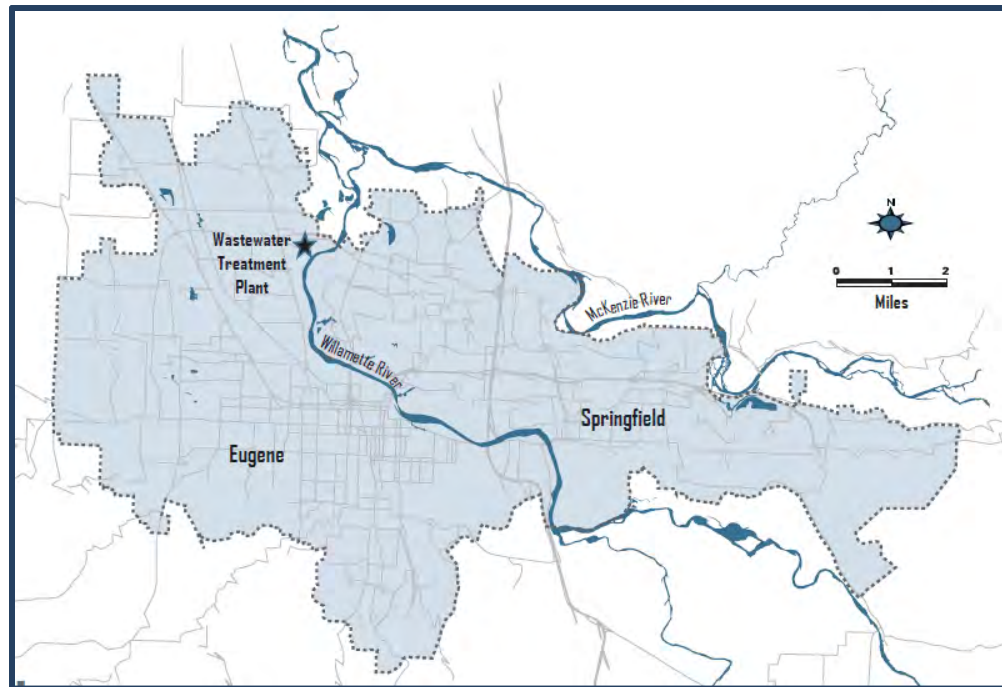 N
Wastewater
Treatment
Plant
0 1 2
Miles
McKenzie River
Willamette River
Springfield
Eugene